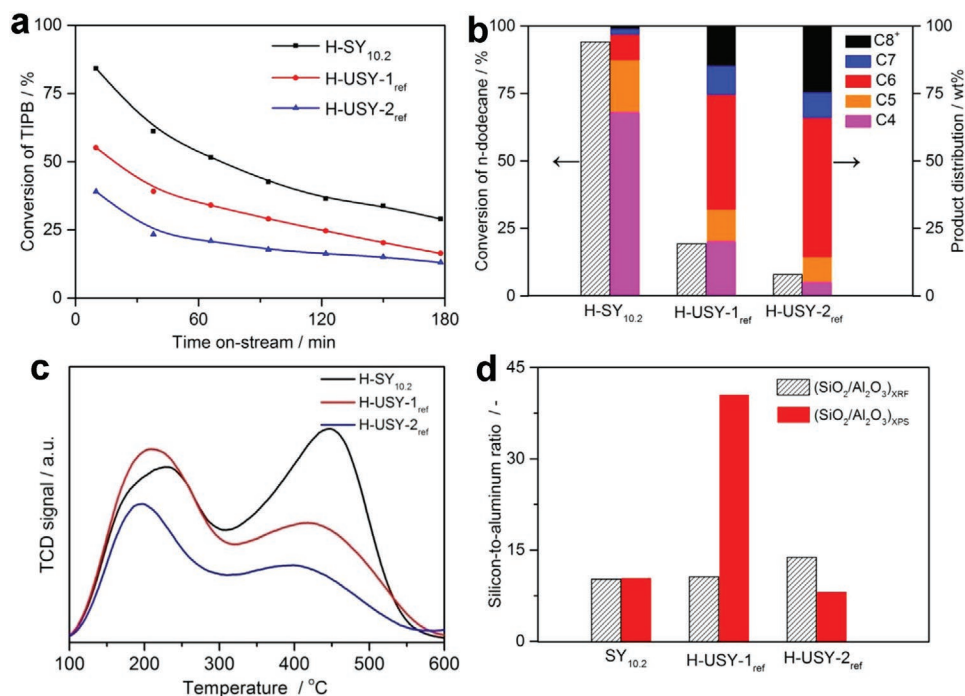 a
Conversion of TIPB / %
100
75
50
25
0
0
60
120
180
Time on-stream / min
H-SY10.2
H-USY-1ref
H-USY-2ref
b
Conversion of n-dodecane / %
100
75
50
25
0
H-SY10.2
H-USY-1ref
H-USY-2ref
C8+
C7
C6
C5
C4
100
75
50
25
0
Product distribution / wt%
c
TCD signal / a.u.
100
200
300
400
500
600
Temperature / °C
H-SY10.2
H-USY-1ref
H-USY-2ref
d
Silicon-to-aluminum ratio / -
45
30
15
0
SY10.2
H-USY-1ref
H-USY-2ref
(SiO2/Al2O3)XRF
(SiO2/Al2O3)XPS